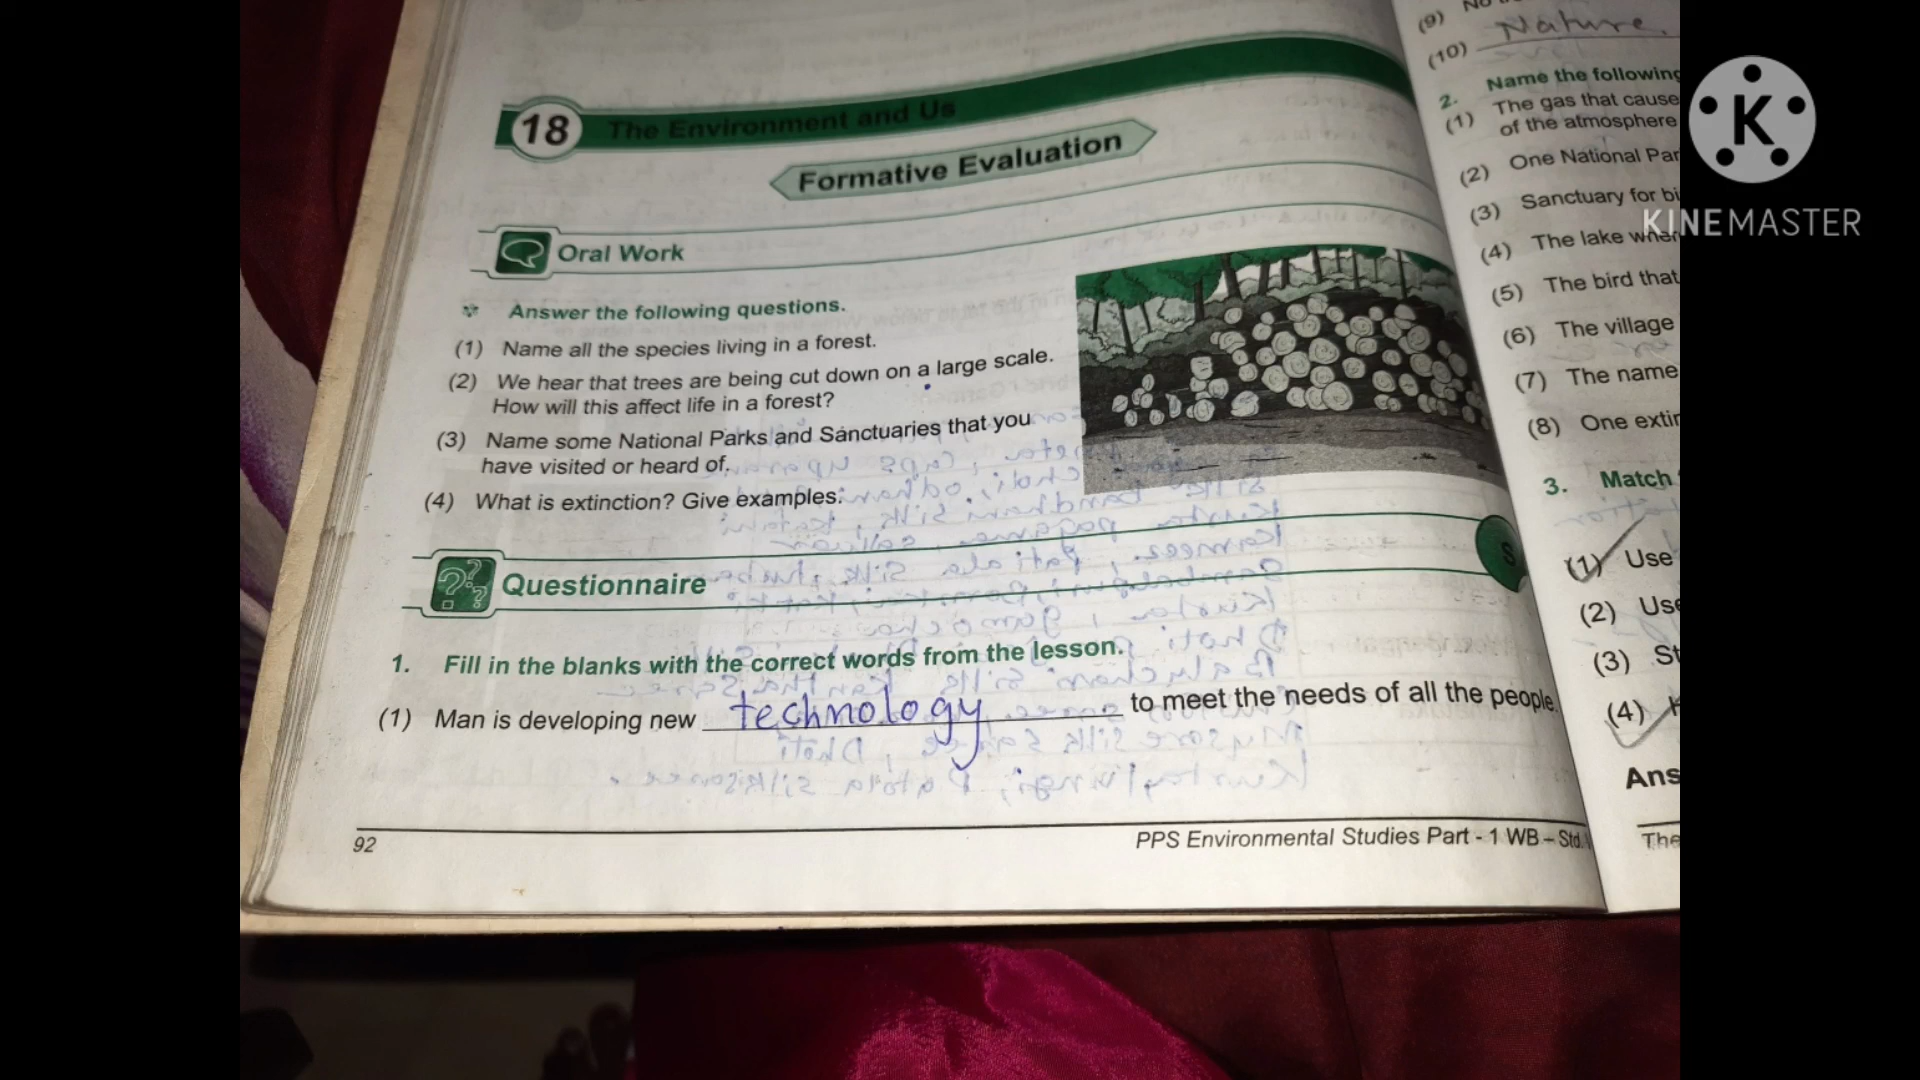 18 The Environment and Us
Formative Evaluation
Oral Work
Answer the following questions.
(1) Name all the species living in a forest.
(2) We hear that trees are being cut down on a large scale.
How will this affect life in a forest?
(3) Name some National Parks and Sanctuaries that you
have visited or heard of.
(4) What is extinction? Give examples.
Questionnaire
S
1. Fill in the blanks with the correct words from the lesson.
(1) Man is developing new technology to meet the needs of all the people.
92
PPS Environmental Studies Part - 1 WB – Std.
(9) No
(10) Nature.
2. Name the following
(1) The gas that cause
of the atmosphere
(2) One National Par
(3) Sanctuary for bi
(4) The lake when
(5) The bird that
(6) The village
(7) The name
(8) One extin
3. Match
(1) Use
(2) Use
(3) St
(4)
Ans
The
K
KINEMASTER